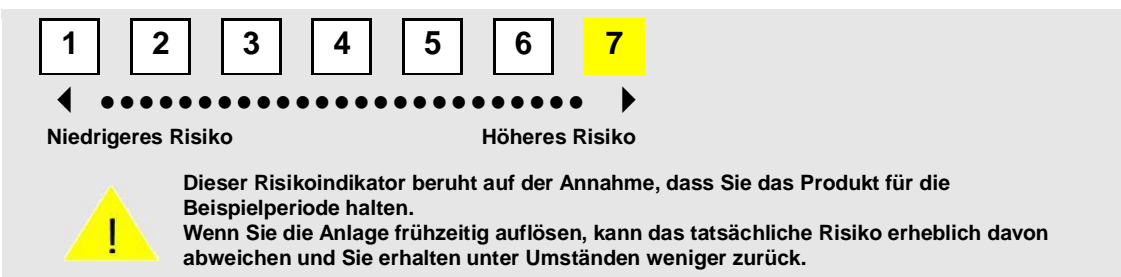 1 2 3 4 5 6 7
Niedrigeres Risiko Höheres Risiko
Dieser Risikoindikator beruht auf der Annahme, dass Sie das Produkt für die
Beispielperiode halten.
! Wenn Sie die Anlage frühzeitig auflösen, kann das tatsächliche Risiko erheblich davon
abweichen und Sie erhalten unter Umständen weniger zurück.